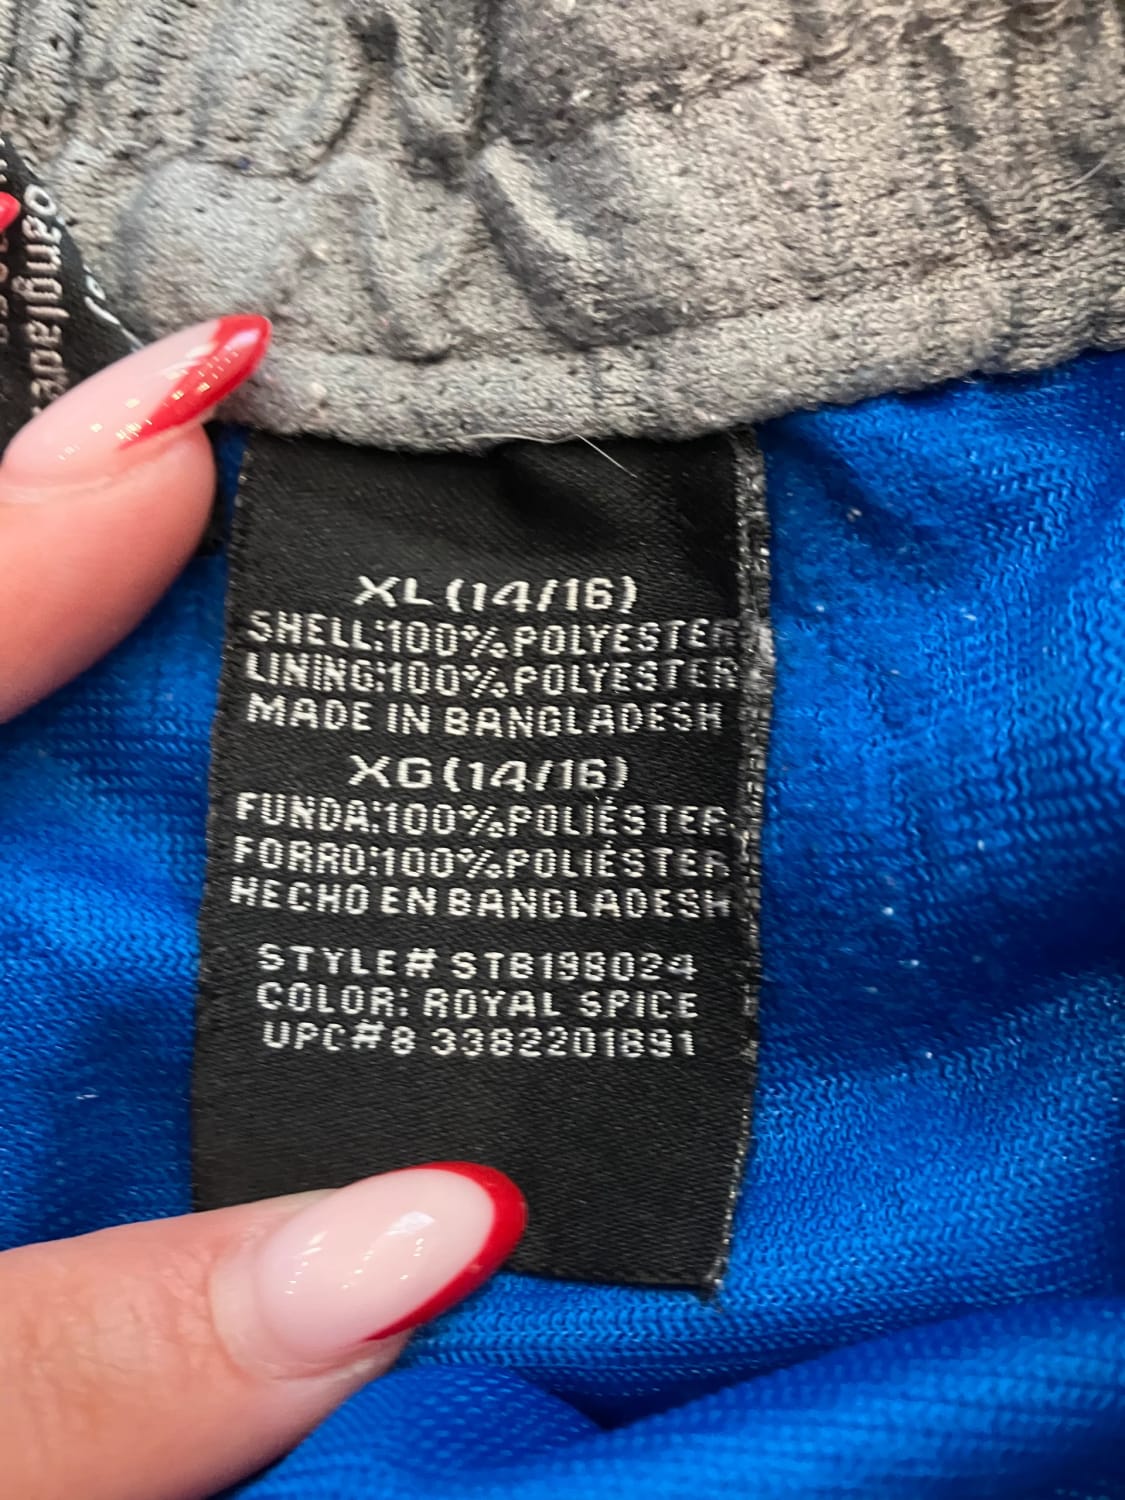 XL (14/16)
SHELL:100%POLYESTER
LINING:100%POLYESTER
MADE IN BANGLADESH
XG (14/16)
FUNDA:100%POLIÉSTER
FORRO:100%POLIÉSTER
HECHO EN BANGLADESH
STYLE# STB198024
COLOR: ROYAL SPICE
UPC#8 3382201891